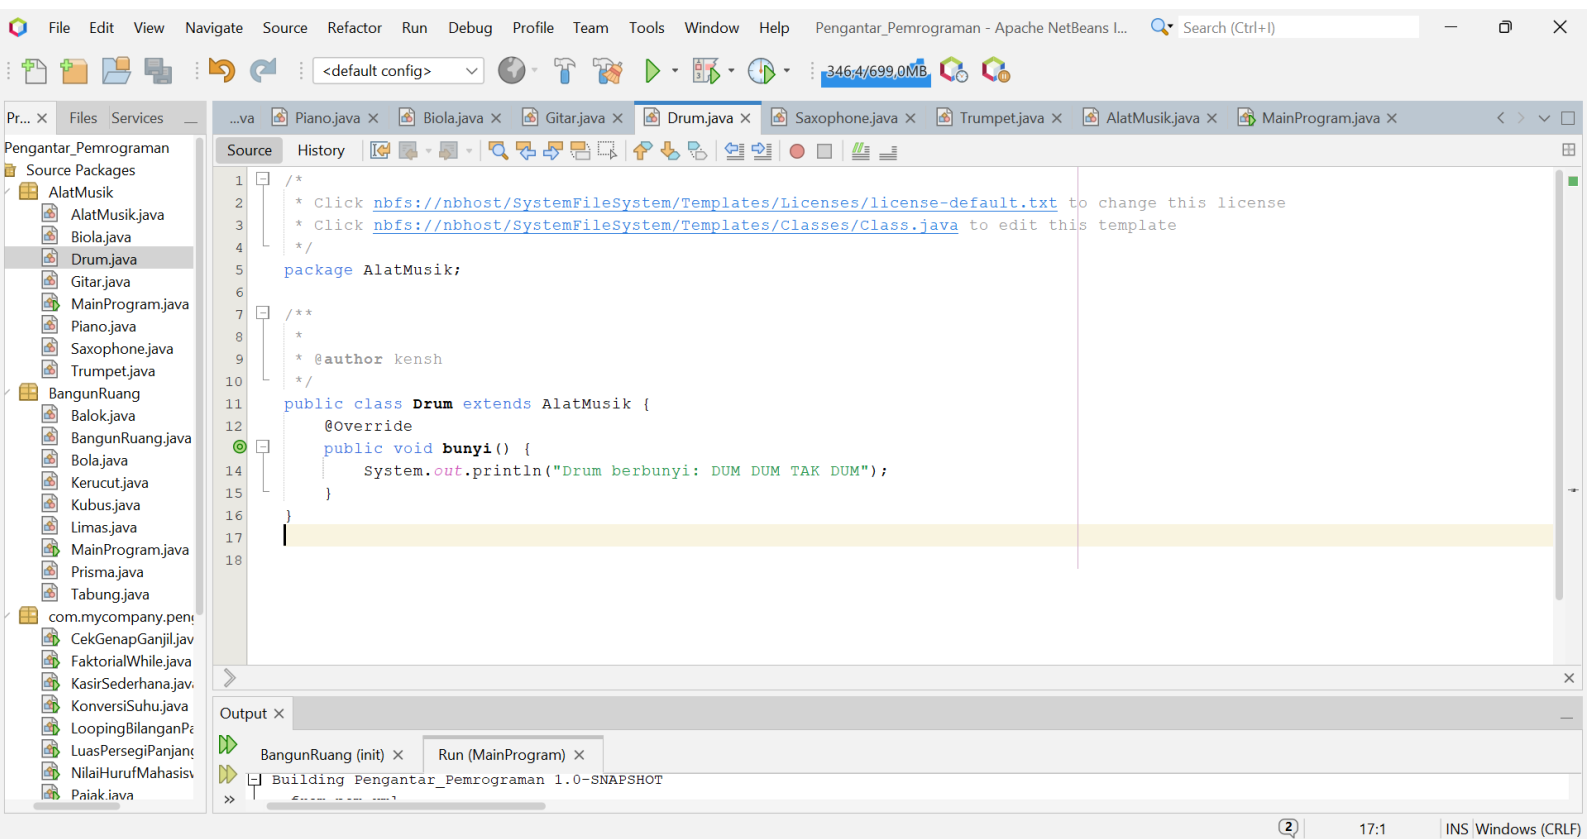 File Edit View Navigate Source Refactor Run Debug Profile Team Tools Window Help Pengantar_Pemrograman - Apache NetBeans I... Search (Ctrl+I)
<default config> 346,4/699,0MB
Pr... Files Services
...va Piano.java Biola.java Gitar.java Drum.java Saxophone.java Trumpet.java AlatMusik.java MainProgram.java
Source History
Pengantar_Pemrograman
Source Packages
AlatMusik
AlatMusik.java
Biola.java
Drum.java
Gitar.java
MainProgram.java
Piano.java
Saxophone.java
Trumpet.java
BangunRuang
Balok.java
BangunRuang.java
Bola.java
Kerucut.java
Kubus.java
Limas.java
MainProgram.java
Prisma.java
Tabung.java
com.mycompany.peng
CekGenapGanjil.jav
FaktorialWhile.java
KasirSederhana.java
KonversiSuhu.java
LoopingBilanganPa
LuasPersegiPanjang
NilaiHurufMahasisw
Pajak.java
1 /*
2 * Click nbfs://nbhost/SystemFileSystem/Templates/Licenses/license-default.txt to change this license
3 * Click nbfs://nbhost/SystemFileSystem/Templates/Classes/Class.java to edit this template
4 */
5 package AlatMusik;
6
7 /**
8 *
9 * @author kensh
10 */
11 public class Drum extends AlatMusik {
12 @Override
public void bunyi() {
14 System.out.println("Drum berbunyi: DUM DUM TAK DUM");
15 }
16 }
17
18
Output
BangunRuang (init) Run (MainProgram)
Building Pengantar_Pemrograman 1.0-SNAPSHOT
from pom.xml
2 17:1 INS Windows (CRLF)